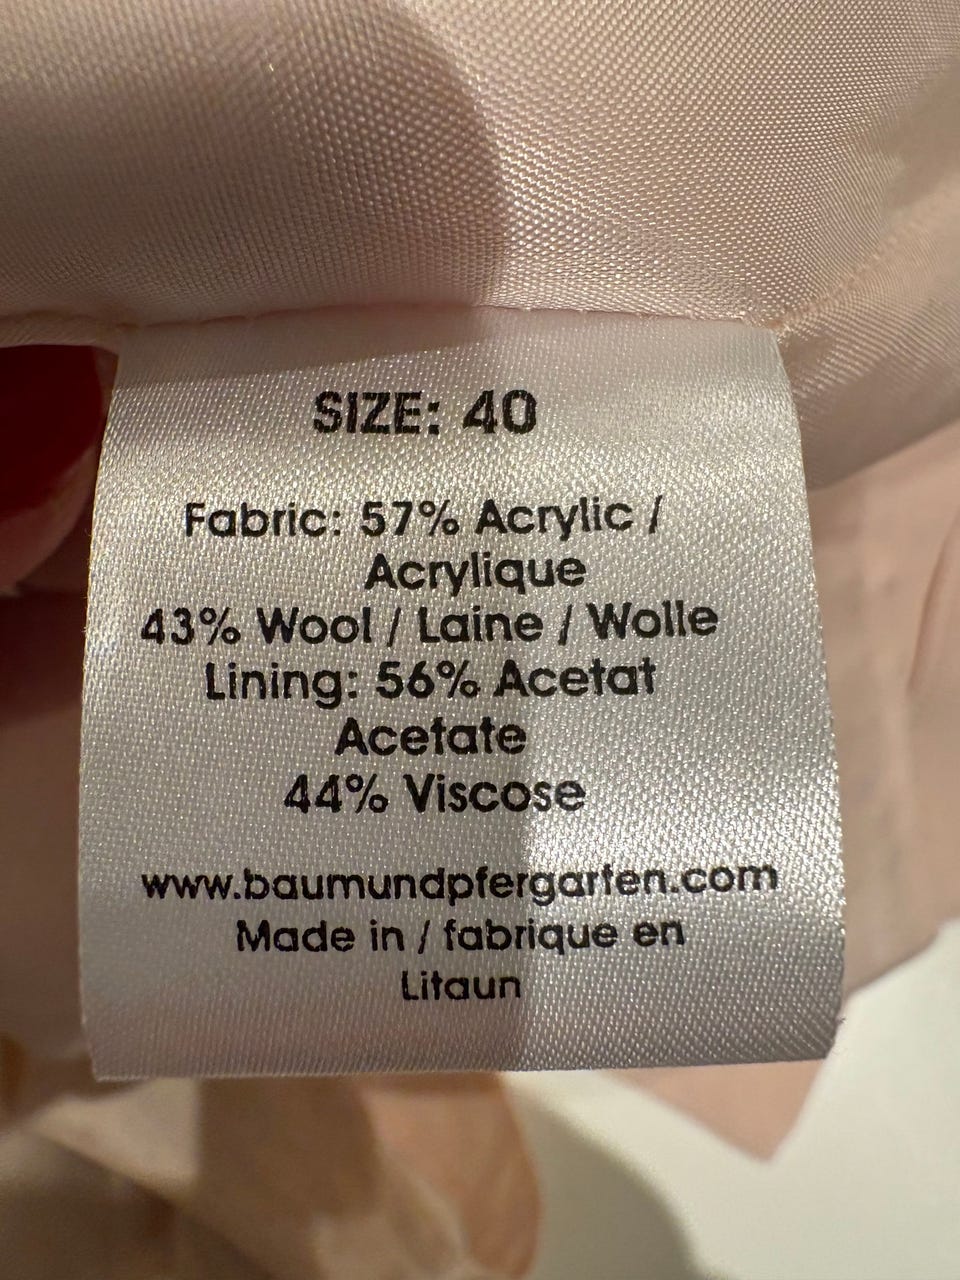 SIZE: 40
Fabric: 57% Acrylic /
Acrylique
43% Wool / Laine / Wolle
Lining: 56% Acetat
Acetate
44% Viscose
www.baumundpfergarten.com
Made in / fabrique en
Litaun